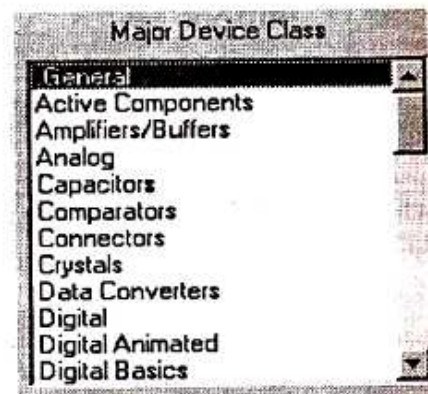 Major Device Class
General
Active Components
Amplifiers/Buffers
Analog
Capacitors
Comparators
Connectors
Crystals
Data Converters
Digital
Digital Animated
Digital Basics